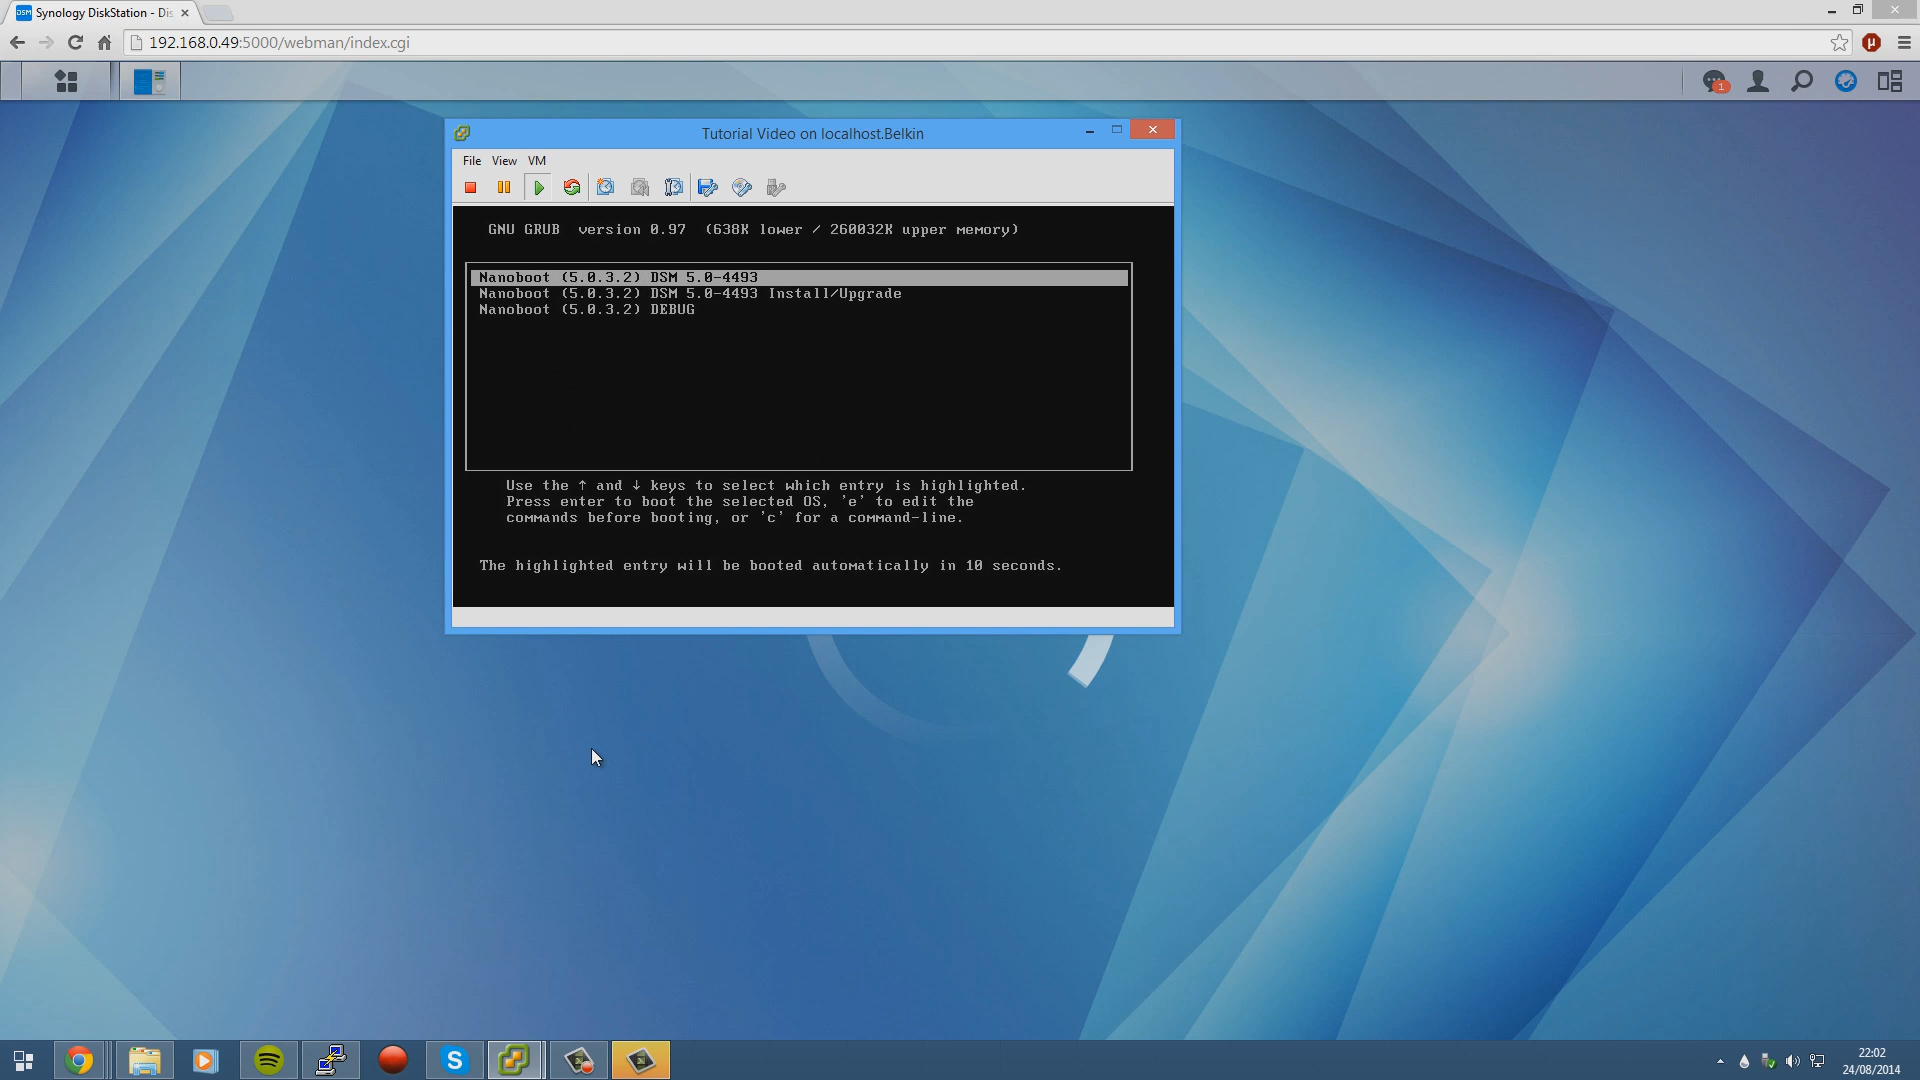 Synology DiskStation - Dis
192.168.0.49:5000/webman/index.cgi
1
Tutorial Video on localhost.Belkin
File View VM
GNU GRUB version 0.97 (638K lower / 260032K upper memory)
Nanoboot (5.0.3.2) DSM 5.0-4493
Nanoboot (5.0.3.2) DSM 5.0-4493 Install/Upgrade
Nanoboot (5.0.3.2) DEBUG
Use the ↑ and ↓ keys to select which entry is highlighted.
Press enter to boot the selected OS, 'e' to edit the
commands before booting, or 'c' for a command-line.
The highlighted entry will be booted automatically in 10 seconds.
22:02
24/08/2014